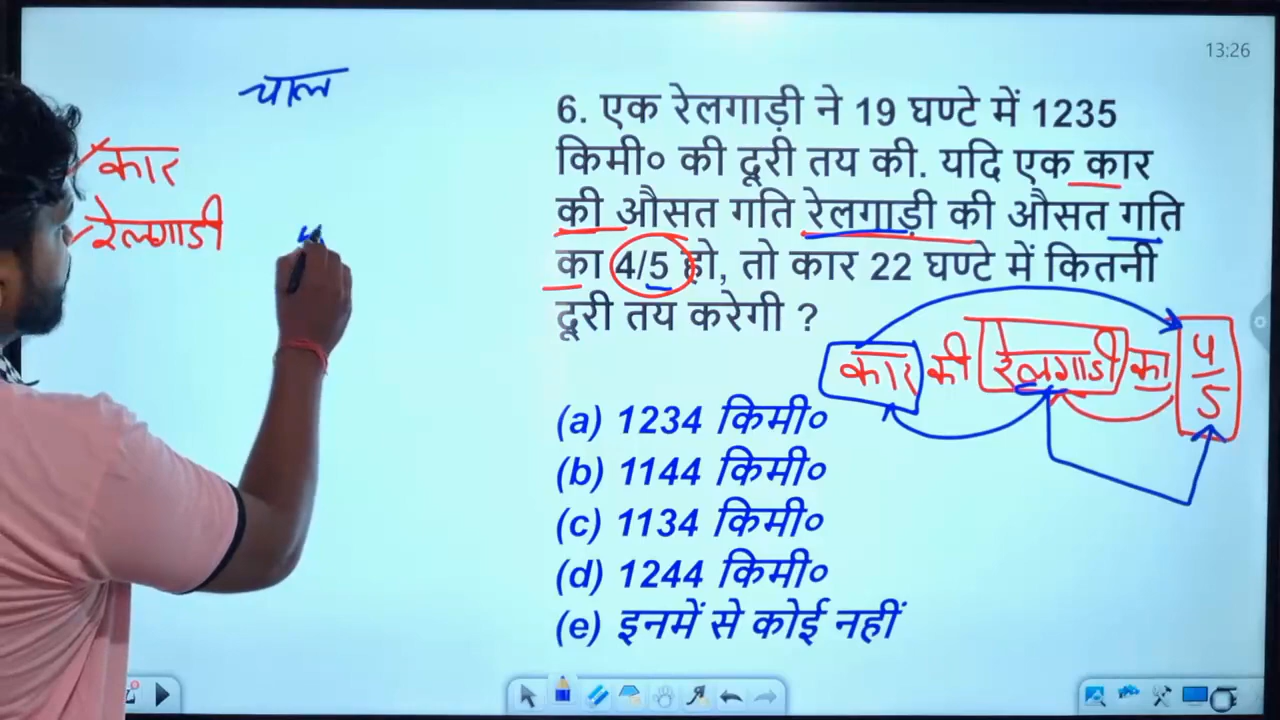 13:26
चाल
कार
रेलगाडी
6. एक रेलगाड़ी ने 19 घण्टे में 1235
किमी० की दूरी तय की. यदि एक कार
की औसत गति रेलगाड़ी की औसत गति
का 4/5 हो, तो कार 22 घण्टे में कितनी
दूरी तय करेगी ?
कार की रेलगाडी का 4/5
(a) 1234 किमी०
(b) 1144 किमी०
(c) 1134 किमी०
(d) 1244 किमी०
(e) इनमें से कोई नहीं